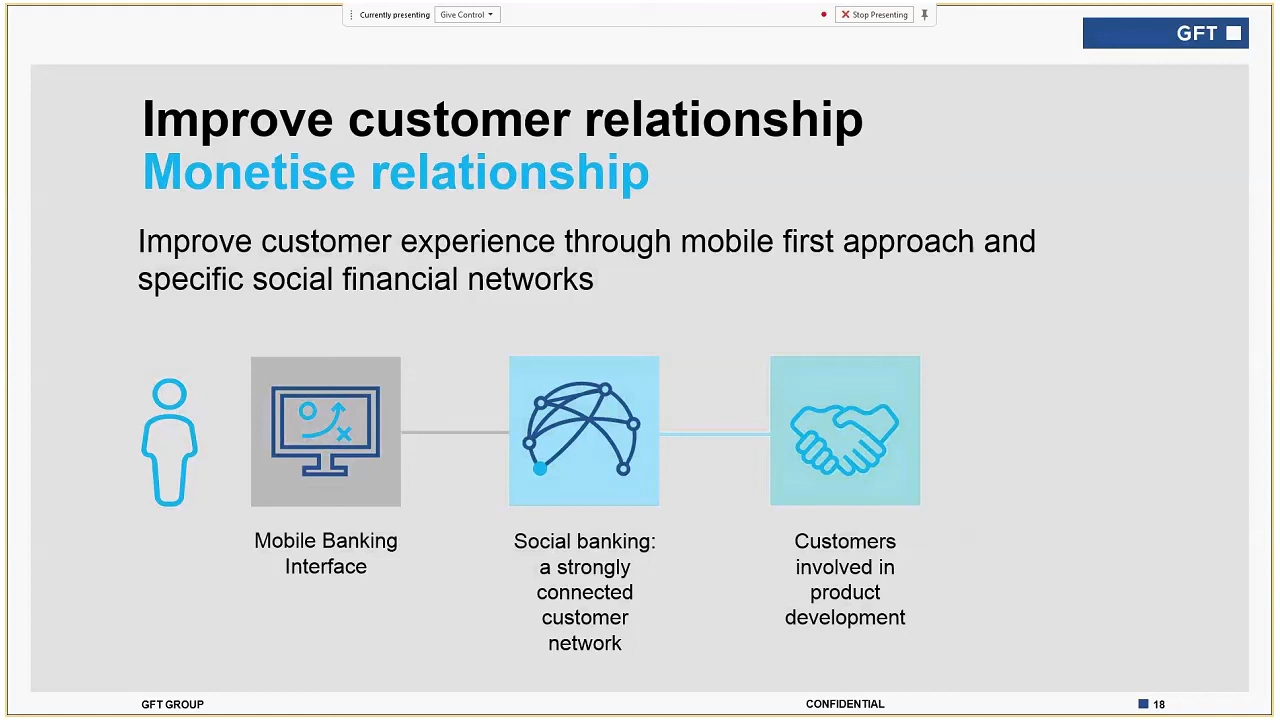 Currently presenting Give Control Stop Presenting
GFT
Improve customer relationship
Monetise relationship
Improve customer experience through mobile first approach and
specific social financial networks
Mobile Banking
Interface
Social banking:
a strongly
connected
customer
network
Customers
involved in
product
development
GFT GROUP CONFIDENTIAL 18